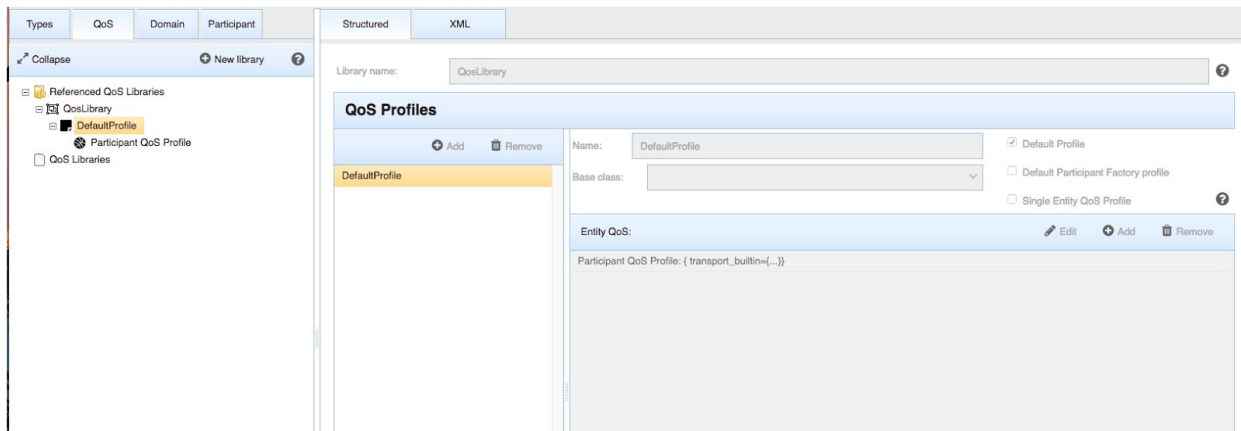 Types QoS Domain Participant
Structured XML
Collapse New library
Library name: QosLibrary
Referenced QoS Libraries
QosLibrary
DefaultProfile
Participant QoS Profile
QoS Libraries
QoS Profiles
Add Remove
DefaultProfile
Name: DefaultProfile
Base class:
Default Profile
Default Participant Factory profile
Single Entity QoS Profile
Entity QoS: Edit Add Remove
Participant QoS Profile: { transport_builtin={...}}